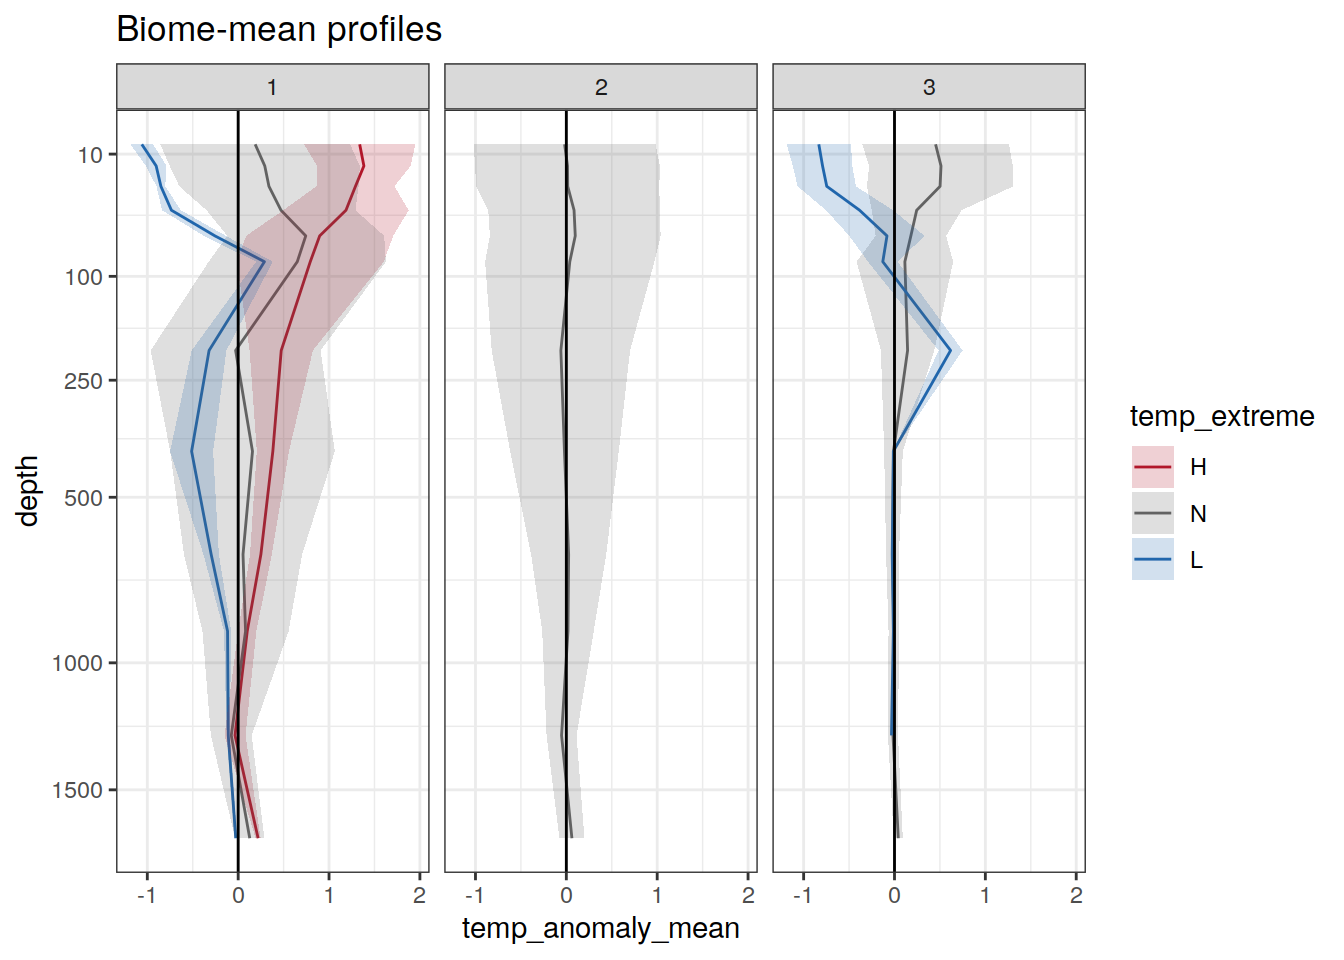 Biome-mean profiles
1 2 3
10
100
250
500
1000
1500
depth
-1 0 1 2 -1 0 1 2 -1 0 1 2
temp_anomaly_mean
temp_extreme
H
N
L